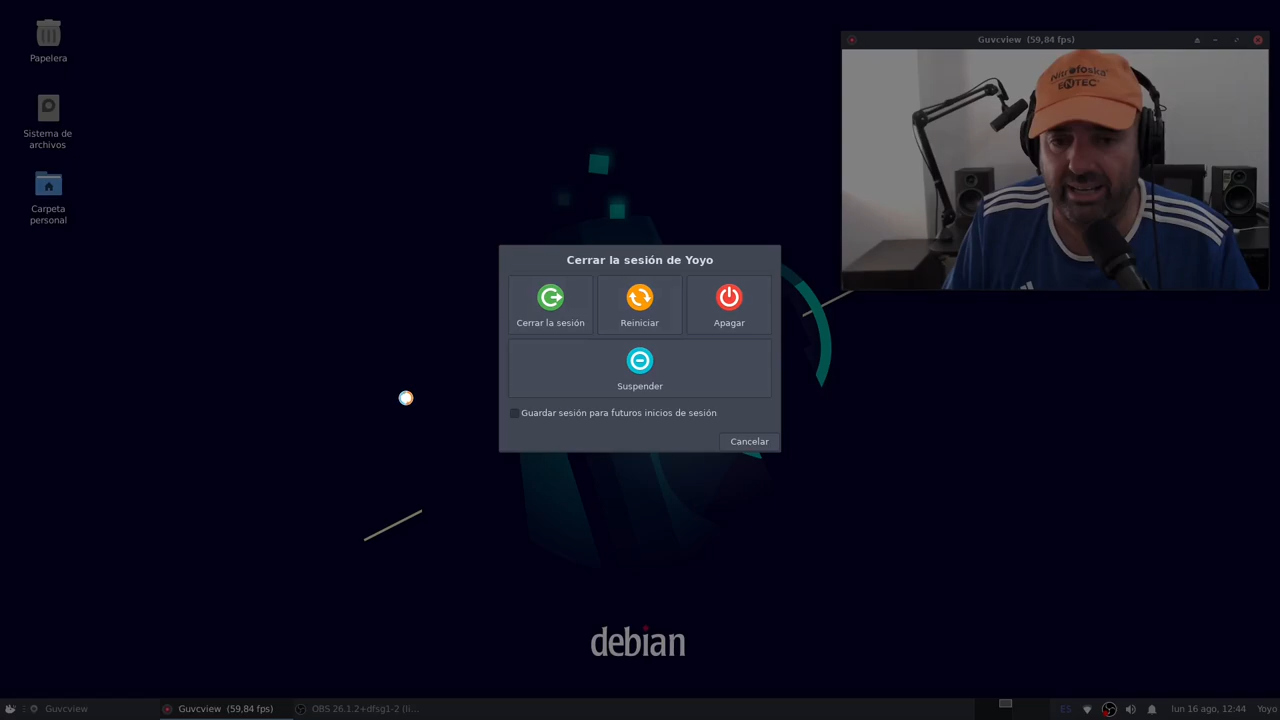 Papelera
Sistema de
archivos
Carpeta
personal
Guvcview (59,84 fps)
Nitrofoska
ENTEC
Cerrar la sesión de Yoyo
Cerrar la sesión
Reiniciar
Apagar
Suspender
Guardar sesión para futuros inicios de sesión
Cancelar
debian
Guvcview
Guvcview (59,84 fps)
OBS 26.1.2+dfsg1-2 (li...
ES
lun 16 ago, 12:44
Yoyo